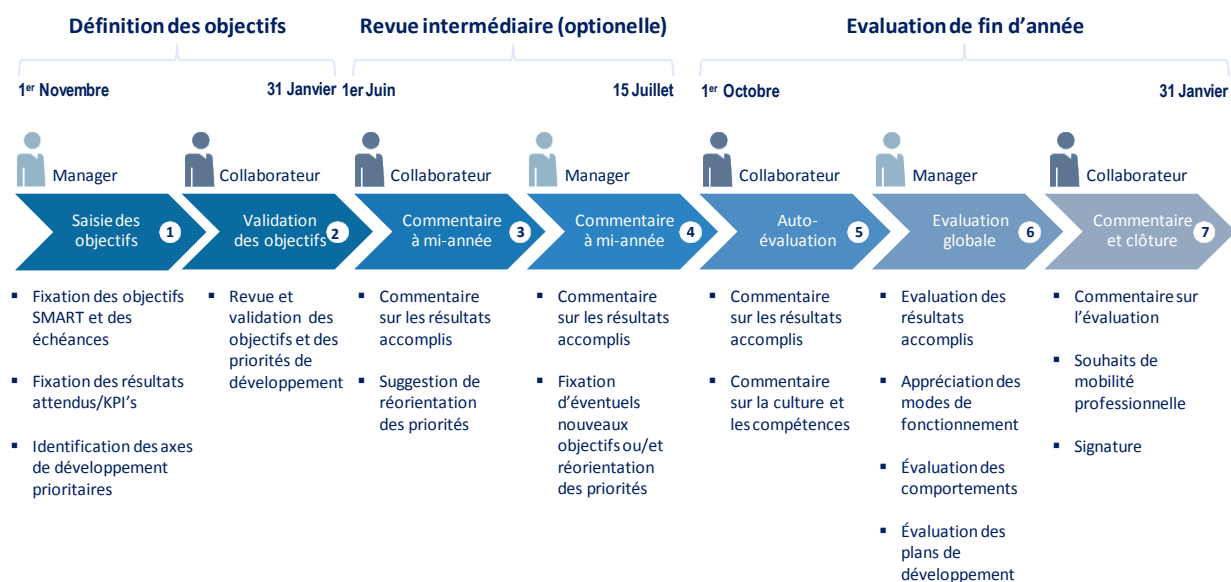 Définition des objectifs
Revue intermédiaire (optionelle)
Evaluation de fin d'année
1er Novembre
31 Janvier
1er Juin
15 Juillet
1er Octobre
31 Janvier
Manager
Collaborateur
Collaborateur
Manager
Collaborateur
Manager
Collaborateur
Saisie des
objectifs
1
Validation
des objectifs
2
Commentaire
à mi-année
3
Commentaire
à mi-année
4
Auto-
évaluation
5
Evaluation
globale
6
Commentaire
et clôture
7
▪ Fixation des objectifs
SMART et des
échéances
▪ Fixation des résultats
attendus/KPI's
▪ Identification des axes
de développement
prioritaires
▪ Revue et
validation des
objectifs et des
priorités de
développement
▪ Commentaire
sur les résultats
accomplis
▪ Suggestion de
réorientation
des priorités
▪ Commentaire
sur les résultats
accomplis
▪ Fixation
d'éventuels
nouveaux
objectifs ou/et
réorientation
des priorités
▪ Commentaire
sur les résultats
accomplis
▪ Commentaire
sur la culture et
les compétences
▪ Evaluation des
résultats
accomplis
▪ Appréciation des
modes de
fonctionnement
▪ Évaluation des
comportements
▪ Évaluation des
plans de
développement
▪ Commentaire sur
l'évaluation
▪ Souhaits de
mobilité
professionnelle
▪ Signature